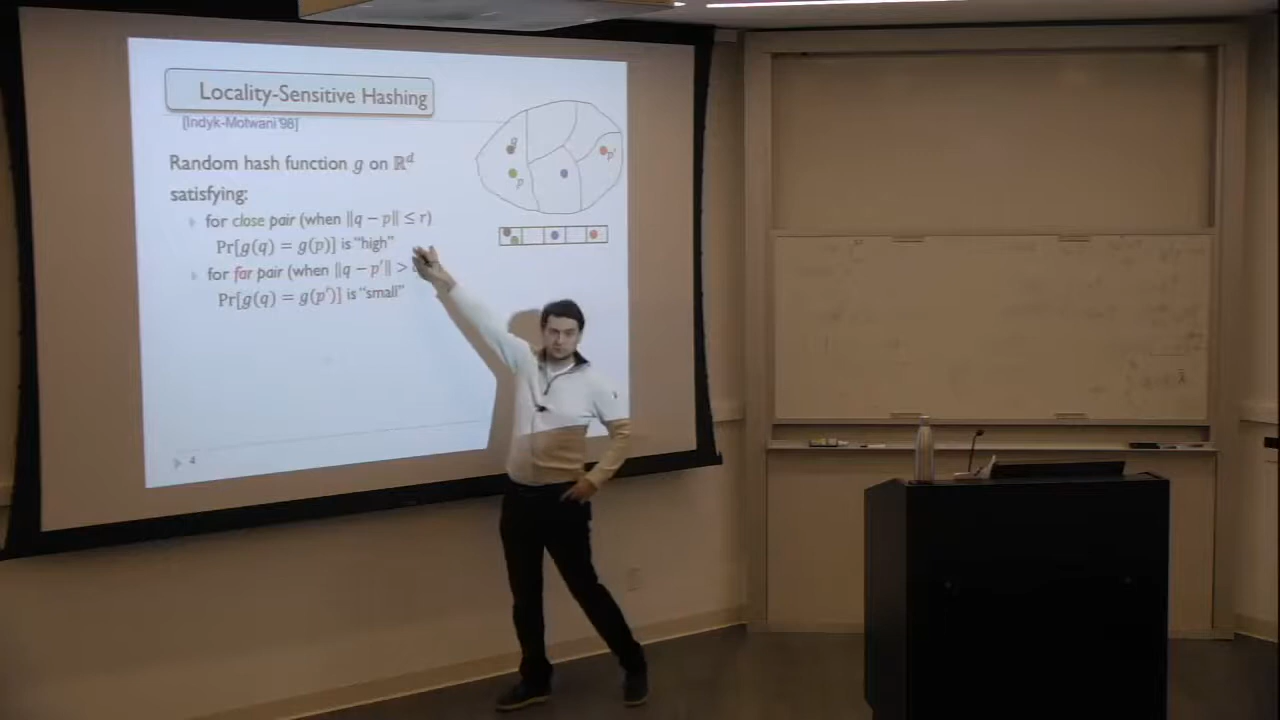 Locality-Sensitive Hashing
[Indyk-Motwani'98]
Random hash function g on ℝᵈ
satisfying:
for close pair (when ||q − p|| ≤ r)
Pr[g(q) = g(p)] is "high"
for far pair (when ||q − p′|| >
Pr[g(q) = g(p′)] is "small"
q
p
p′
4